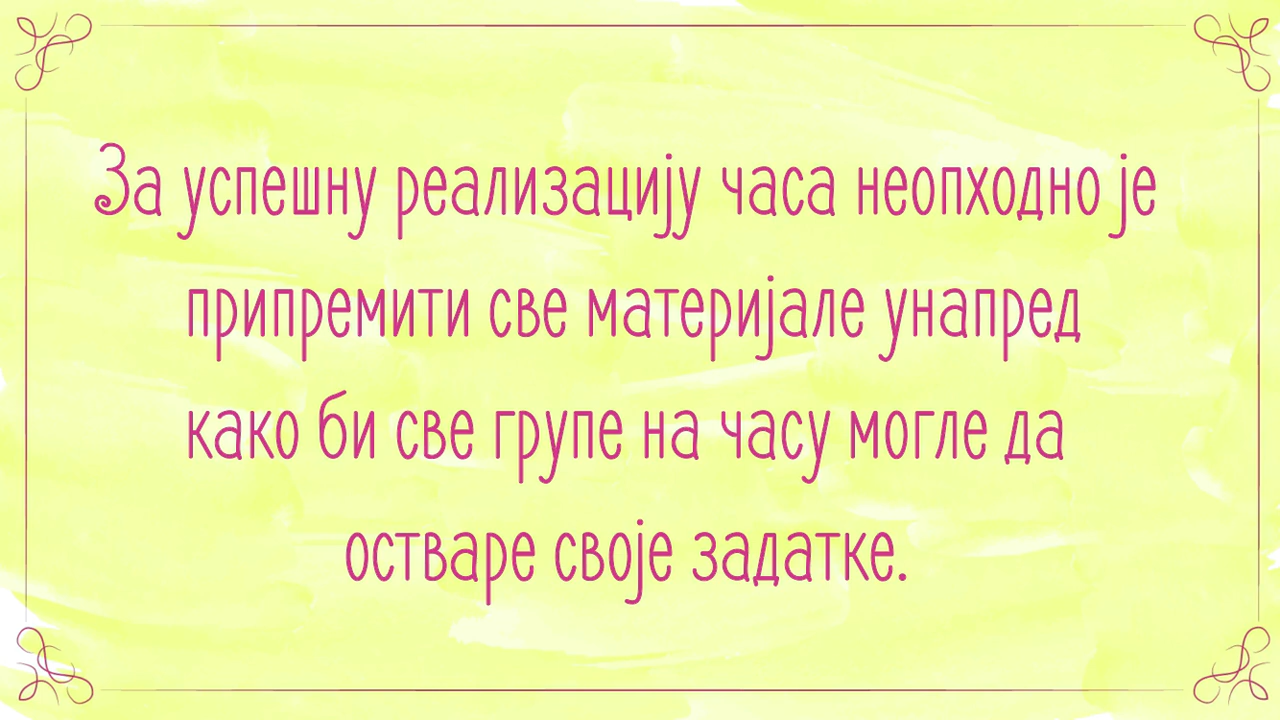 За успешну реализацију часа неопходно је
припремити све материјале унапред
како би све групе на часу могле да
остваре своје задатке.